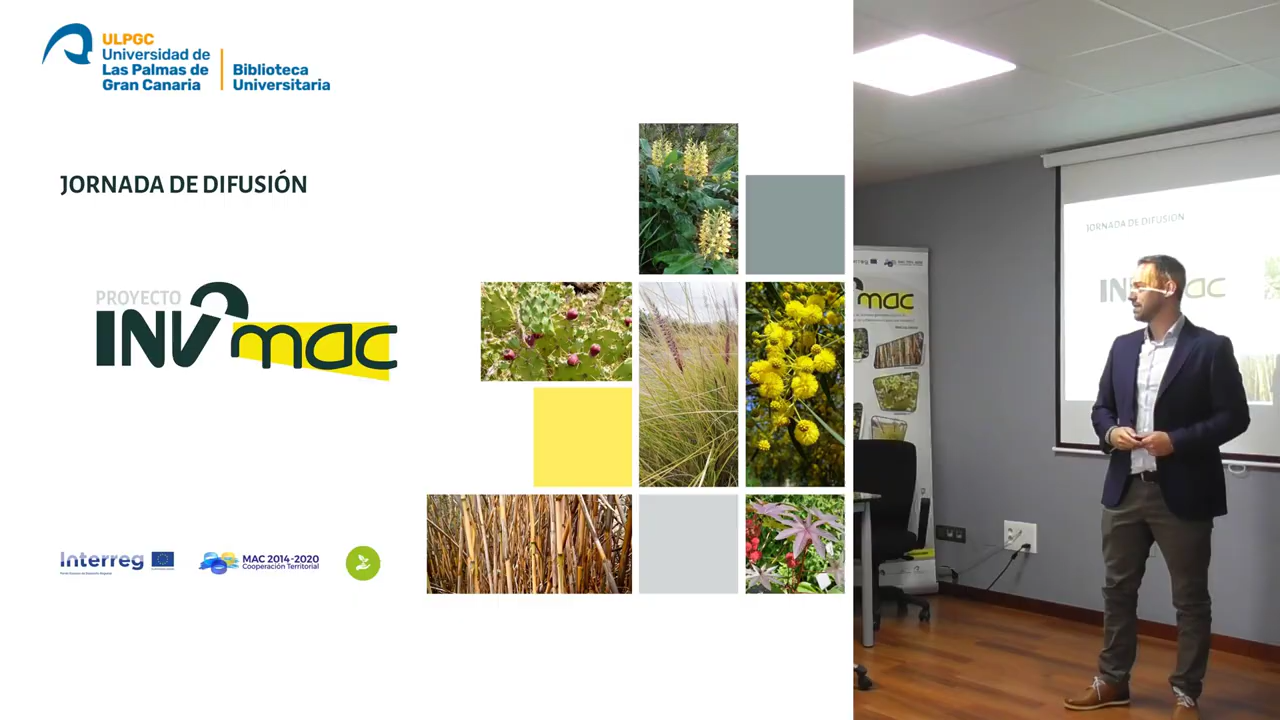 ULPGC
Universidad de
Las Palmas de
Gran Canaria
Biblioteca
Universitaria
JORNADA DE DIFUSIÓN
PROYECTO
INVmac
Interreg
MAC 2014-2020
Cooperación Territorial
JORNADA DE DIFUSIÓN
INV mac
mac